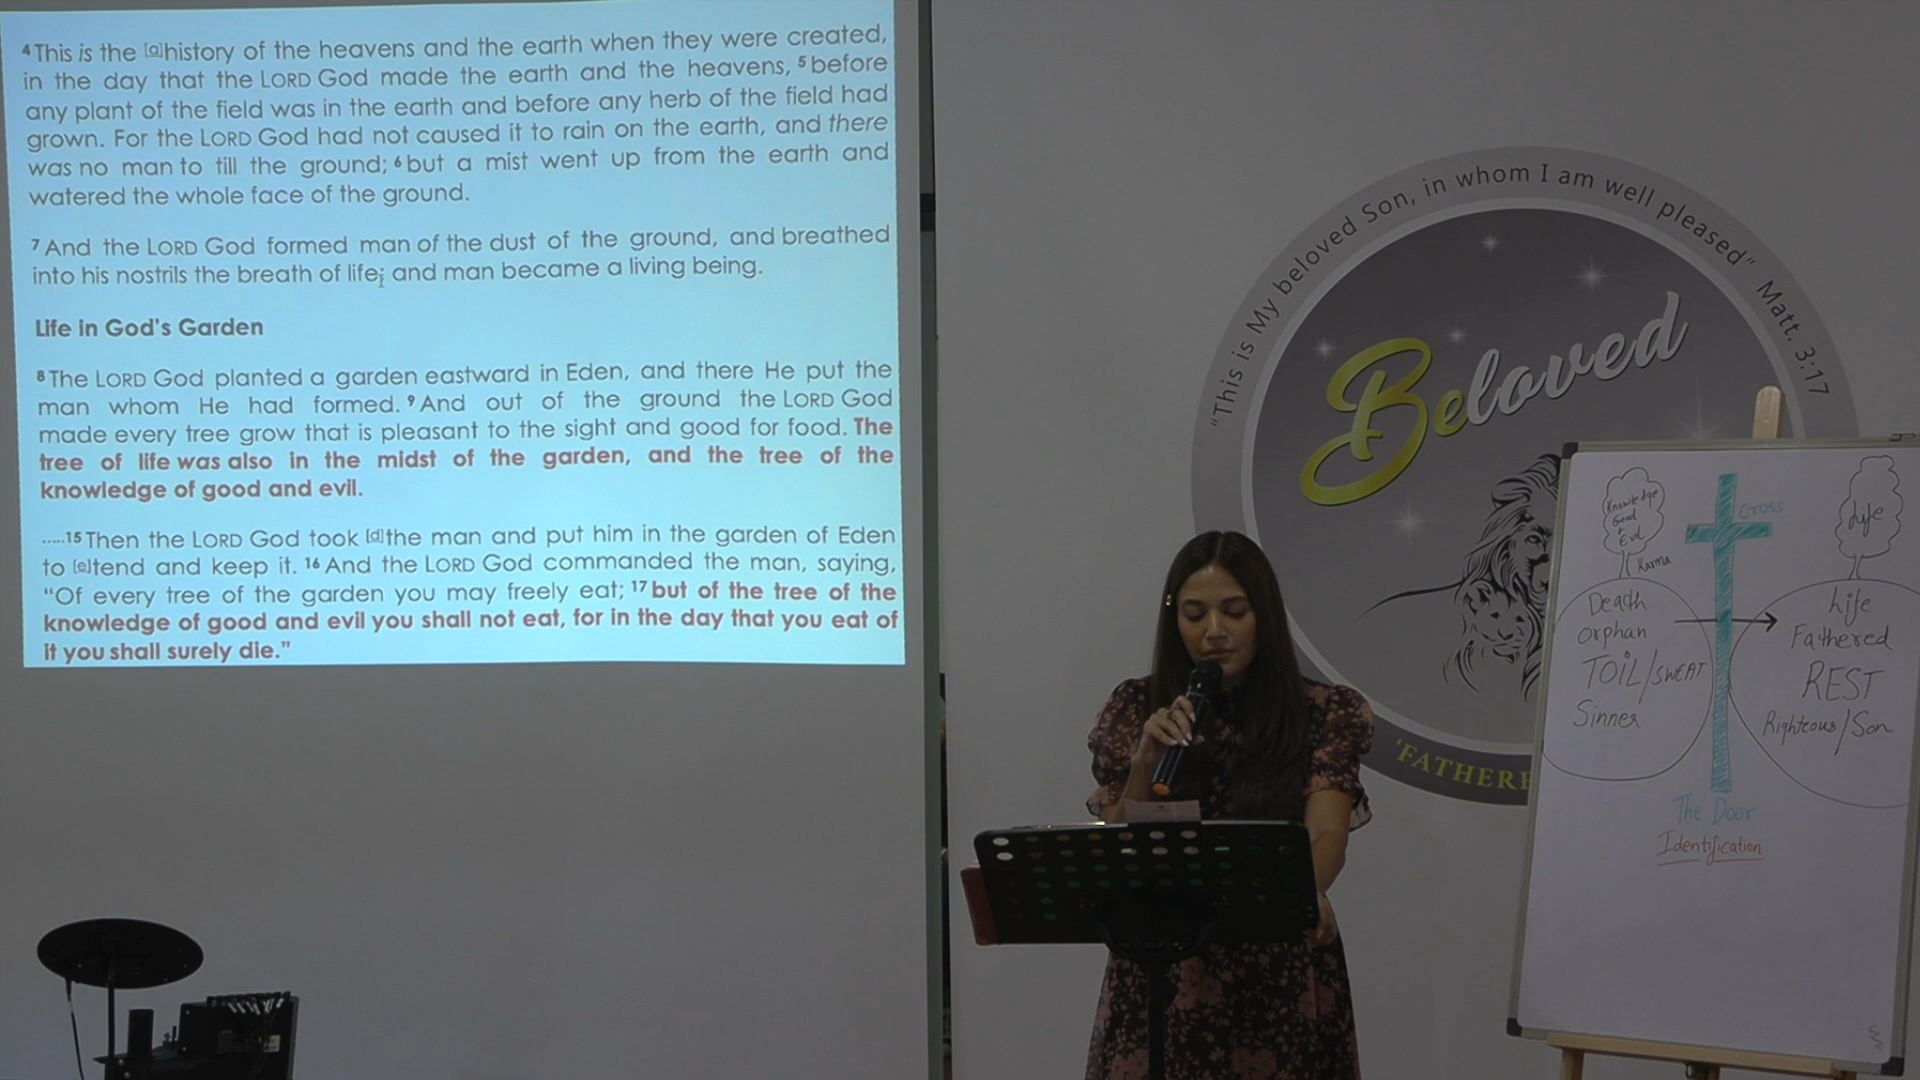 4 This is the [a]history of the heavens and the earth when they were created,
in the day that the LORD God made the earth and the heavens, 5 before
any plant of the field was in the earth and before any herb of the field had
grown. For the LORD God had not caused it to rain on the earth, and there
was no man to till the ground; 6 but a mist went up from the earth and
watered the whole face of the ground.
7 And the LORD God formed man of the dust of the ground, and breathed
into his nostrils the breath of life; and man became a living being.
Life in God's Garden
8 The LORD God planted a garden eastward in Eden, and there He put the
man whom He had formed. 9 And out of the ground the LORD God
made every tree grow that is pleasant to the sight and good for food. The
tree of life was also in the midst of the garden, and the tree of the
knowledge of good and evil.
.....15 Then the LORD God took [d]the man and put him in the garden of Eden
to [e]tend and keep it. 16 And the LORD God commanded the man, saying,
“Of every tree of the garden you may freely eat; 17 but of the tree of the
knowledge of good and evil you shall not eat, for in the day that you eat of
it you shall surely die.”
"This is My beloved Son, in whom I am well pleased" Matt. 3:17
Beloved
'FATHERE
Knowledge
Good
+
Evil
Karma
Death
Orphan
TOIL/SWEAT
Sinner
Cross
Life
Life
Fathered
REST
Righteous/Son
The Door
Identification